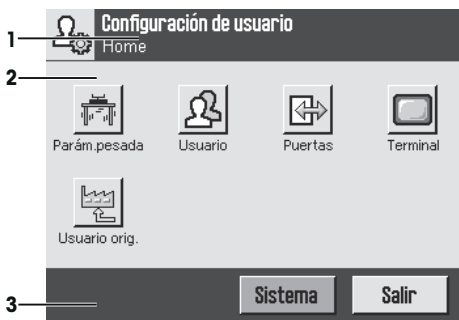 Configuración de usuario
1
Home
2
Parám.pesada Usuario Puertas Terminal
Usuario orig.
3 Sistema Salir